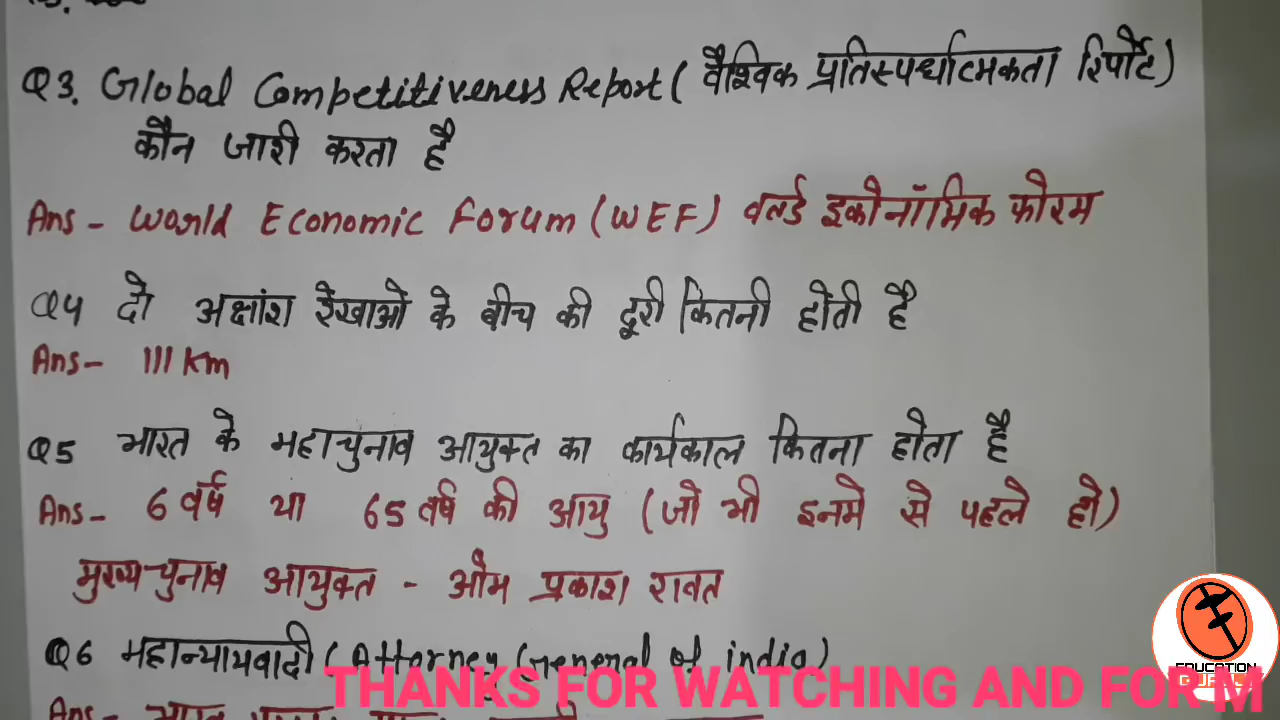 Q3. Global Competitiveness Report ( वैश्विक प्रतिस्पर्धात्मकता रिपोर्ट)
कौन जारी करता है
Ans - World Economic Forum (WEF) वर्ल्ड इकोनॉमिक फोरम
Q4 दो अक्षांश रेखाओ के बीच की दूरी कितनी होती है
Ans- 111 Km
Q5 भारत के महाचुनाव आयुक्त का कार्यकाल कितना होता है
Ans- 6 वर्ष या 65 वर्ष की आयु (जो भी इनमे से पहले हो)
मुख्य चुनाव आयुक्त - ओम प्रकाश रावत
Q6 महान्यायवादी (Attorney General of india)
THANKS FOR WATCHING AND FOR M
EDUCATION
Ans-